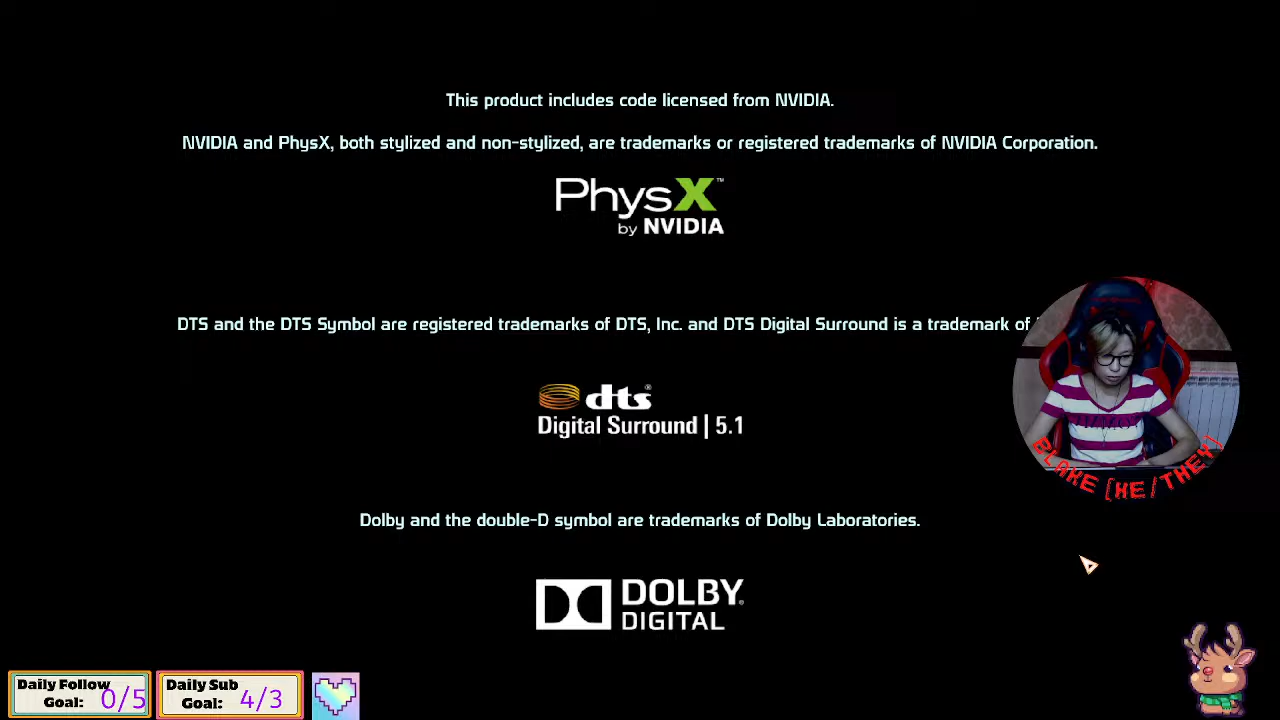 This product includes code licensed from NVIDIA.
NVIDIA and PhysX, both stylized and non-stylized, are trademarks or registered trademarks of NVIDIA Corporation.
PhysX™
by NVIDIA
DTS and the DTS Symbol are registered trademarks of DTS, Inc. and DTS Digital Surround is a trademark of
dts®
Digital Surround | 5.1
BLAKE [HE/THEY]
Dolby and the double-D symbol are trademarks of Dolby Laboratories.
DOLBY®
DIGITAL
Daily Follow
Goal: 0/5
Daily Sub
Goal: 4/3